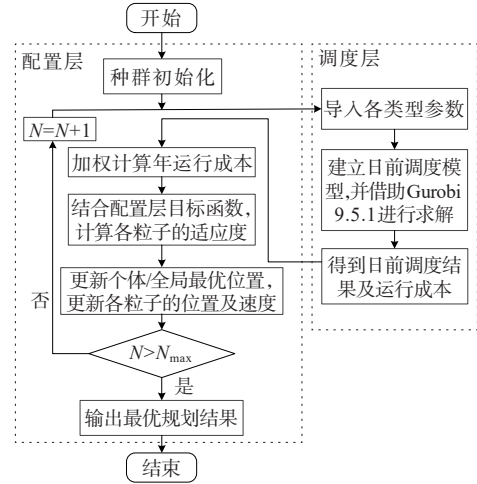 开始
配置层
种群初始化
N=N+1
加权计算年运行成本
结合配置层目标函数,
计算各粒子的适应度
更新个体/全局最优位置,
更新各粒子的位置及速度
否
N>Nmax
是
输出最优规划结果
结束
调度层
导入各类型参数
建立日前调度模
型,并借助Gurobi
9.5.1进行求解
得到日前调度结
果及运行成本